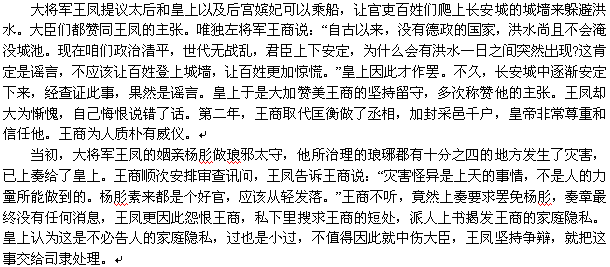 大将军王凤提议太后和皇上以及后宫嫔妃可以乘船，让官吏百姓们爬上长安城的城墙来躲避洪
水。大臣们都赞同王凤的主张。唯独左将军王商说：“自古以来，没有德政的国家，洪水尚且不会淹
没城池。现在咱们政治清平，世代无战乱，君臣上下安定，为什么会有洪水一日之间突然出现?这肯
定是谣言，不应该让百姓登上城墙，让百姓更加惊慌。”皇上因此才作罢。不久，长安城中逐渐安定
下来，经查证此事，果然是谣言。皇上于是大加赞美王商的坚持留守，多次称赞他的主张。王凤却
大为惭愧，自己悔恨说错了话。第二年，王商取代匡衡做了丞相，加封采邑千户，皇帝非常尊重和
信任他。王商为人质朴有威仪。
当初，大将军王凤的姻亲杨肜做琅邪太守，他所治理的琅琊郡有十分之四的地方发生了灾害，
已上奏给了皇上。王商顺次安排审查讯问，王凤告诉王商说：“灾害怪异是上天的事情，不是人的力
量所能做到的。杨肜素来都是个好官，应该从轻发落。”王商不听，竟然上奏要求罢免杨肜，奏章最
终没有任何消息，王凤更因此怨恨王商，私下里搜求王商的短处，派人上书揭发王商的家庭隐私。
皇上认为这是不必告人的家庭隐私，过也是小过，不值得因此就中伤大臣，王凤坚持争辩，就把这
事交给司隶处理。